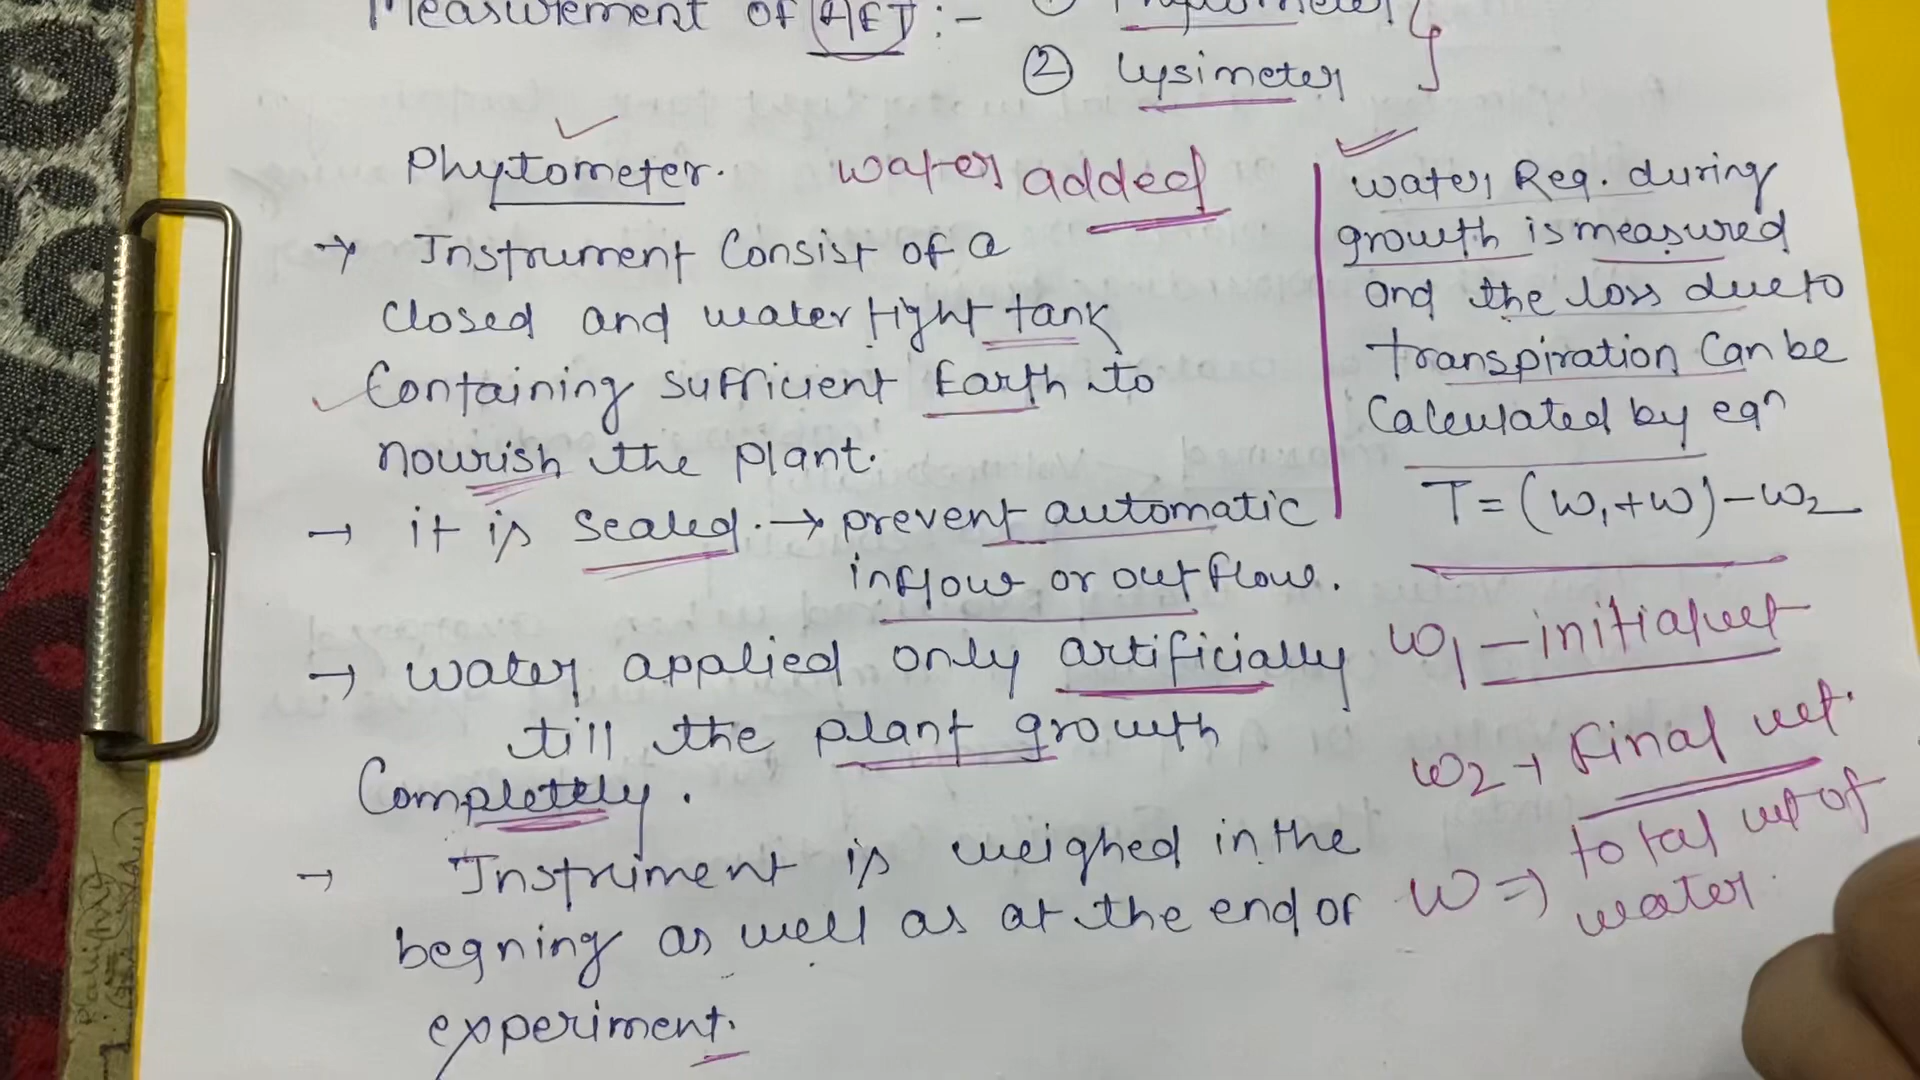 Measurement of AET :- ① Phytometer
② Lysimeter
Phytometer. water added
→ Instrument Consist of a
closed and water tight tank
Containing sufficient Earth to
nourish the plant.
→ it is sealed. → prevent automatic
inflow or outflow.
→ water applied only artificially
till the plant growth
Completely.
→ Instriment is weighed in the
begning as well as at the end of
experiment.
water Req. during
growth is measured
and the loss due to
transpiration Can be
Calculated by eqn
T = (W1+W) - W2
W1 - initial wt
W2 → Final wt.
W => total wt of
water.